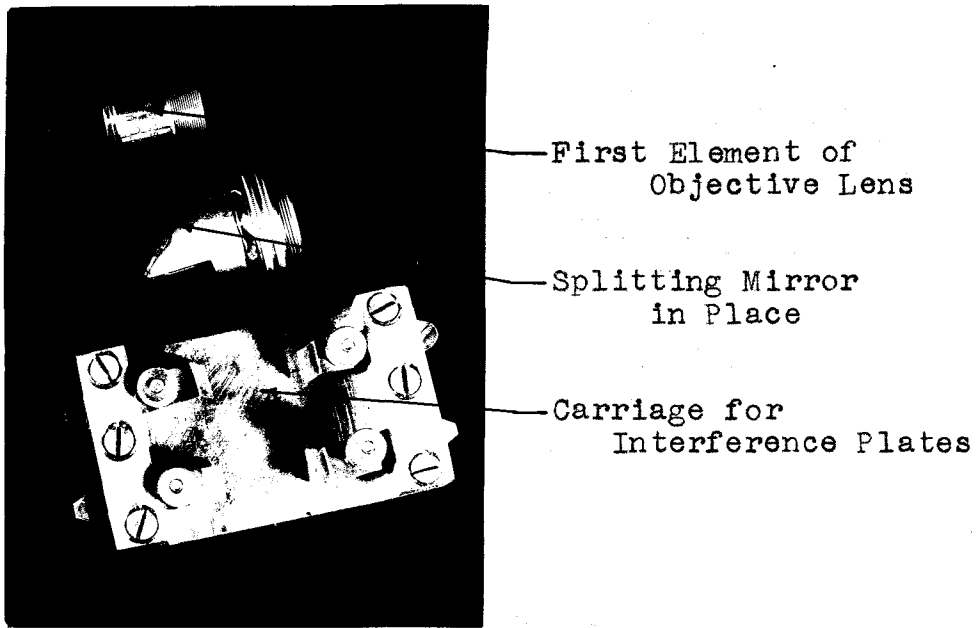 First Element of
Objective Lens
Splitting Mirror
in Place
Carriage for
Interference Plates